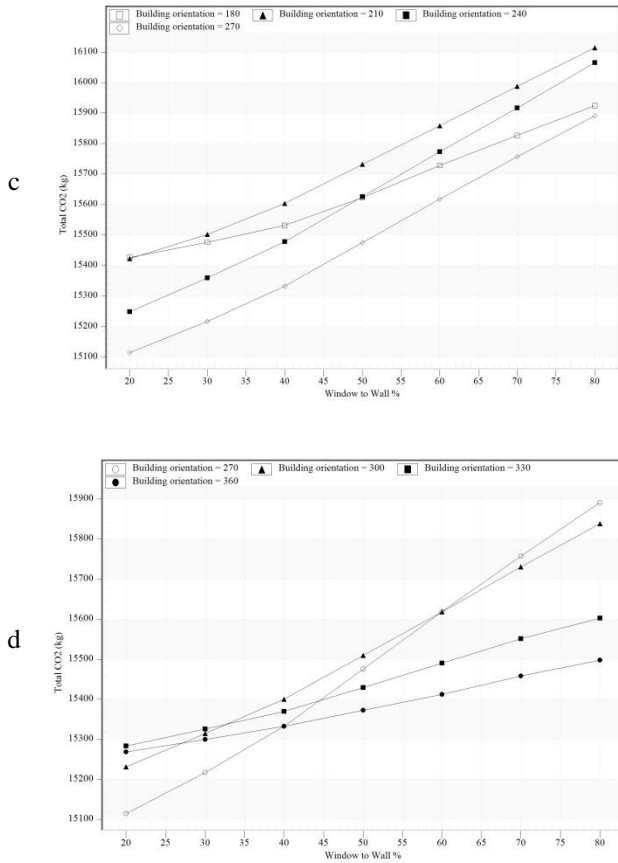 c
Building orientation = 180 Building orientation = 210 Building orientation = 240
Building orientation = 270
Total CO2 (kg)
16100
16000
15900
15800
15700
15600
15500
15400
15300
15200
15100
20 25 30 35 40 45 50 55 60 65 70 75 80
Window to Wall %
d
Building orientation = 270 Building orientation = 300 Building orientation = 330
Building orientation = 360
Total CO2 (kg)
15900
15800
15700
15600
15500
15400
15300
15200
15100
20 25 30 35 40 45 50 55 60 65 70 75 80
Window to Wall %